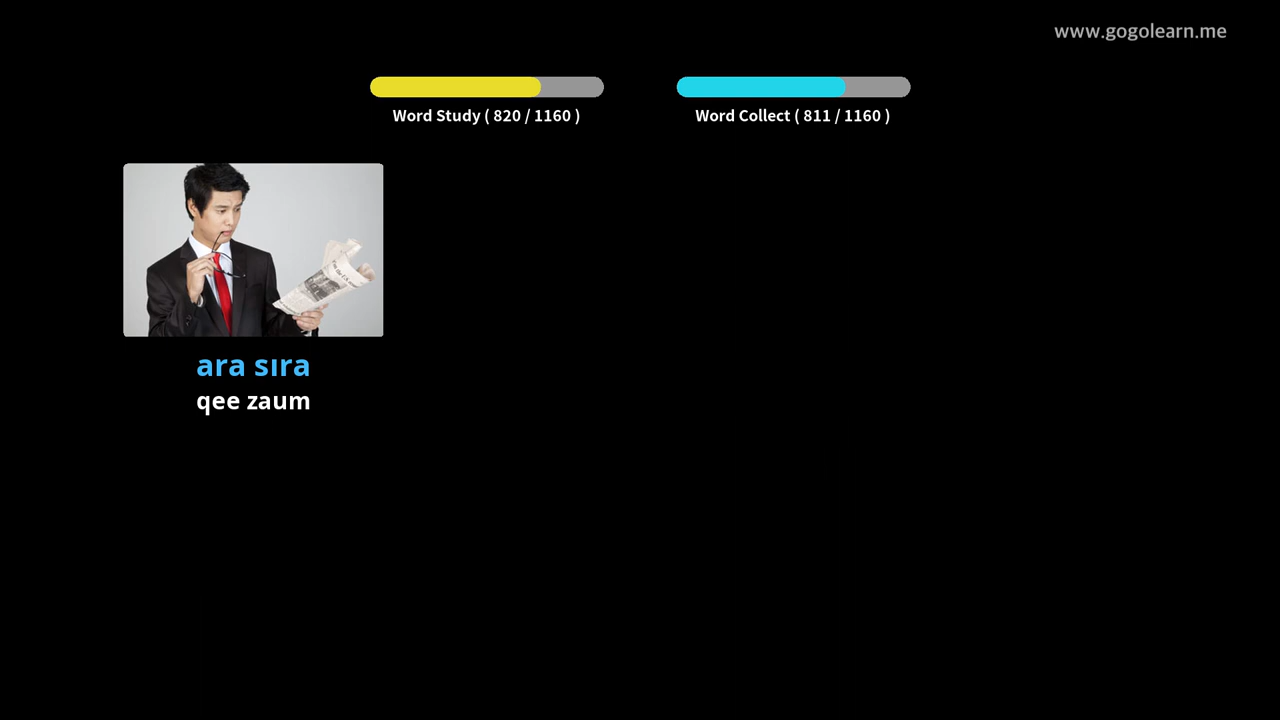 www.gogolearn.me
Word Study ( 820 / 1160 )
Word Collect ( 811 / 1160 )
ara sıra
qee zaum